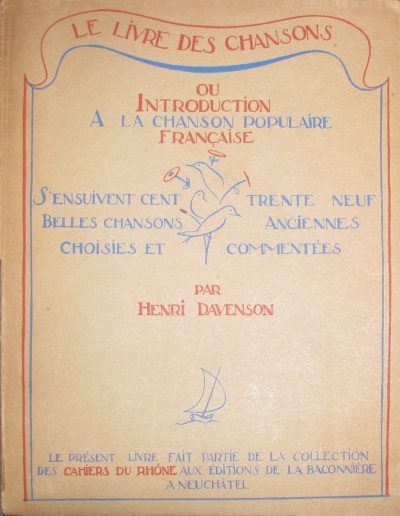 LE LIVRE DES CHANSONS
OU
INTRODUCTION
A LA CHANSON POPULAIRE
FRANÇAISE
S'ENSUIVENT CENT TRENTE NEUF
BELLES CHANSONS ANCIENNES
CHOISIES ET COMMENTÉES
PAR
HENRI DAVENSON
LE PRÉSENT LIVRE FAIT PARTIE DE LA COLLECTION
DES CAHIERS DU RHÔNE AUX ÉDITIONS DE LA BACONNIÈRE
A NEUCHÂTEL